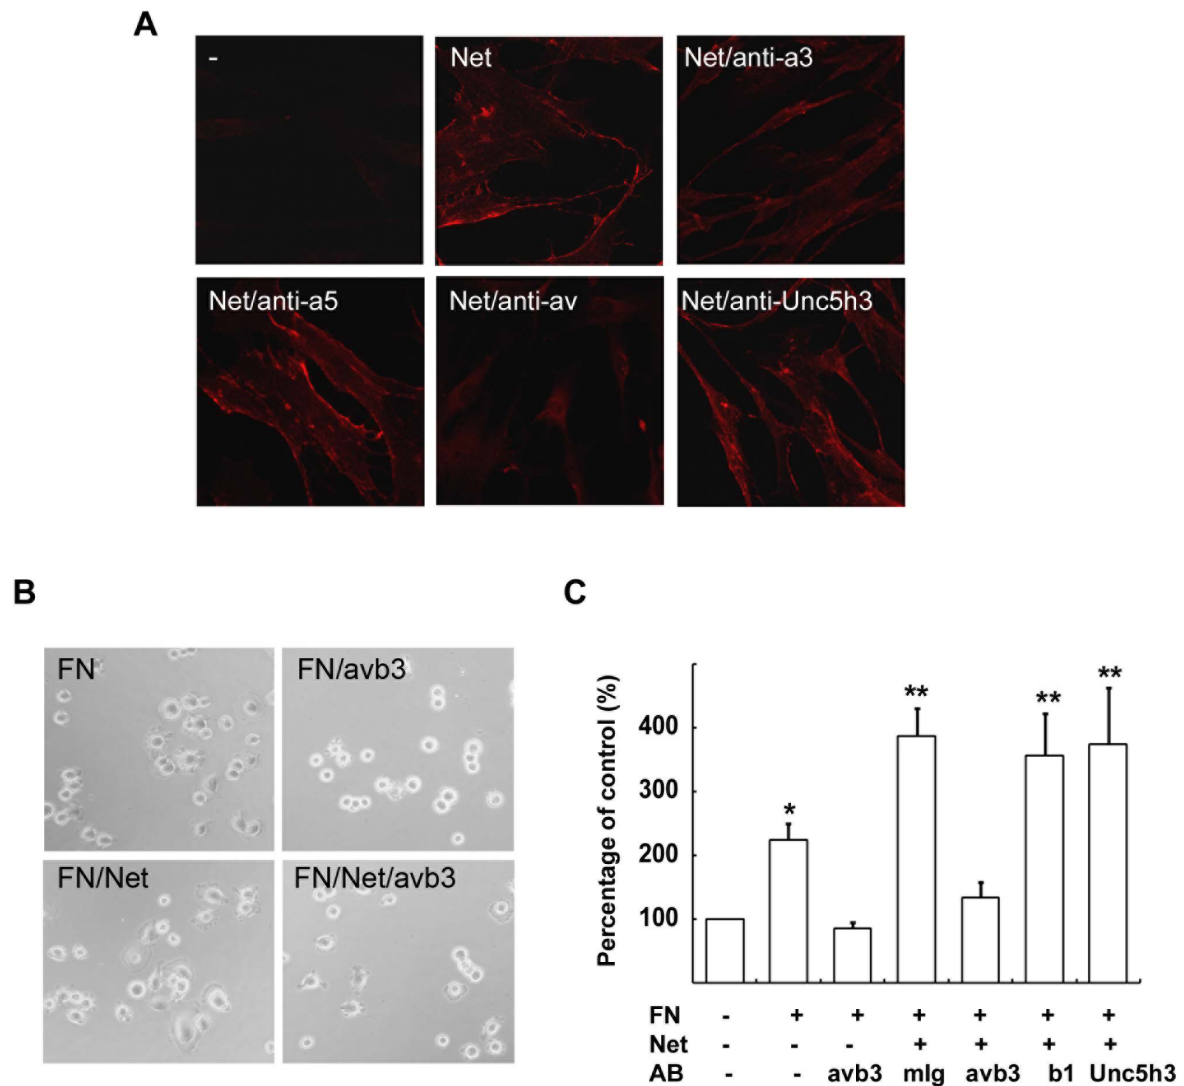 A
-
Net
Net/anti-a3
Net/anti-a5
Net/anti-av
Net/anti-Unc5h3
B
FN
FN/avb3
FN/Net
FN/Net/avb3
C
Percentage of control (%)
400
300
200
100
*
**
**
**
FN - + + + + + +
Net - - - + + + +
AB - - avb3 mIg avb3 b1 Unc5h3